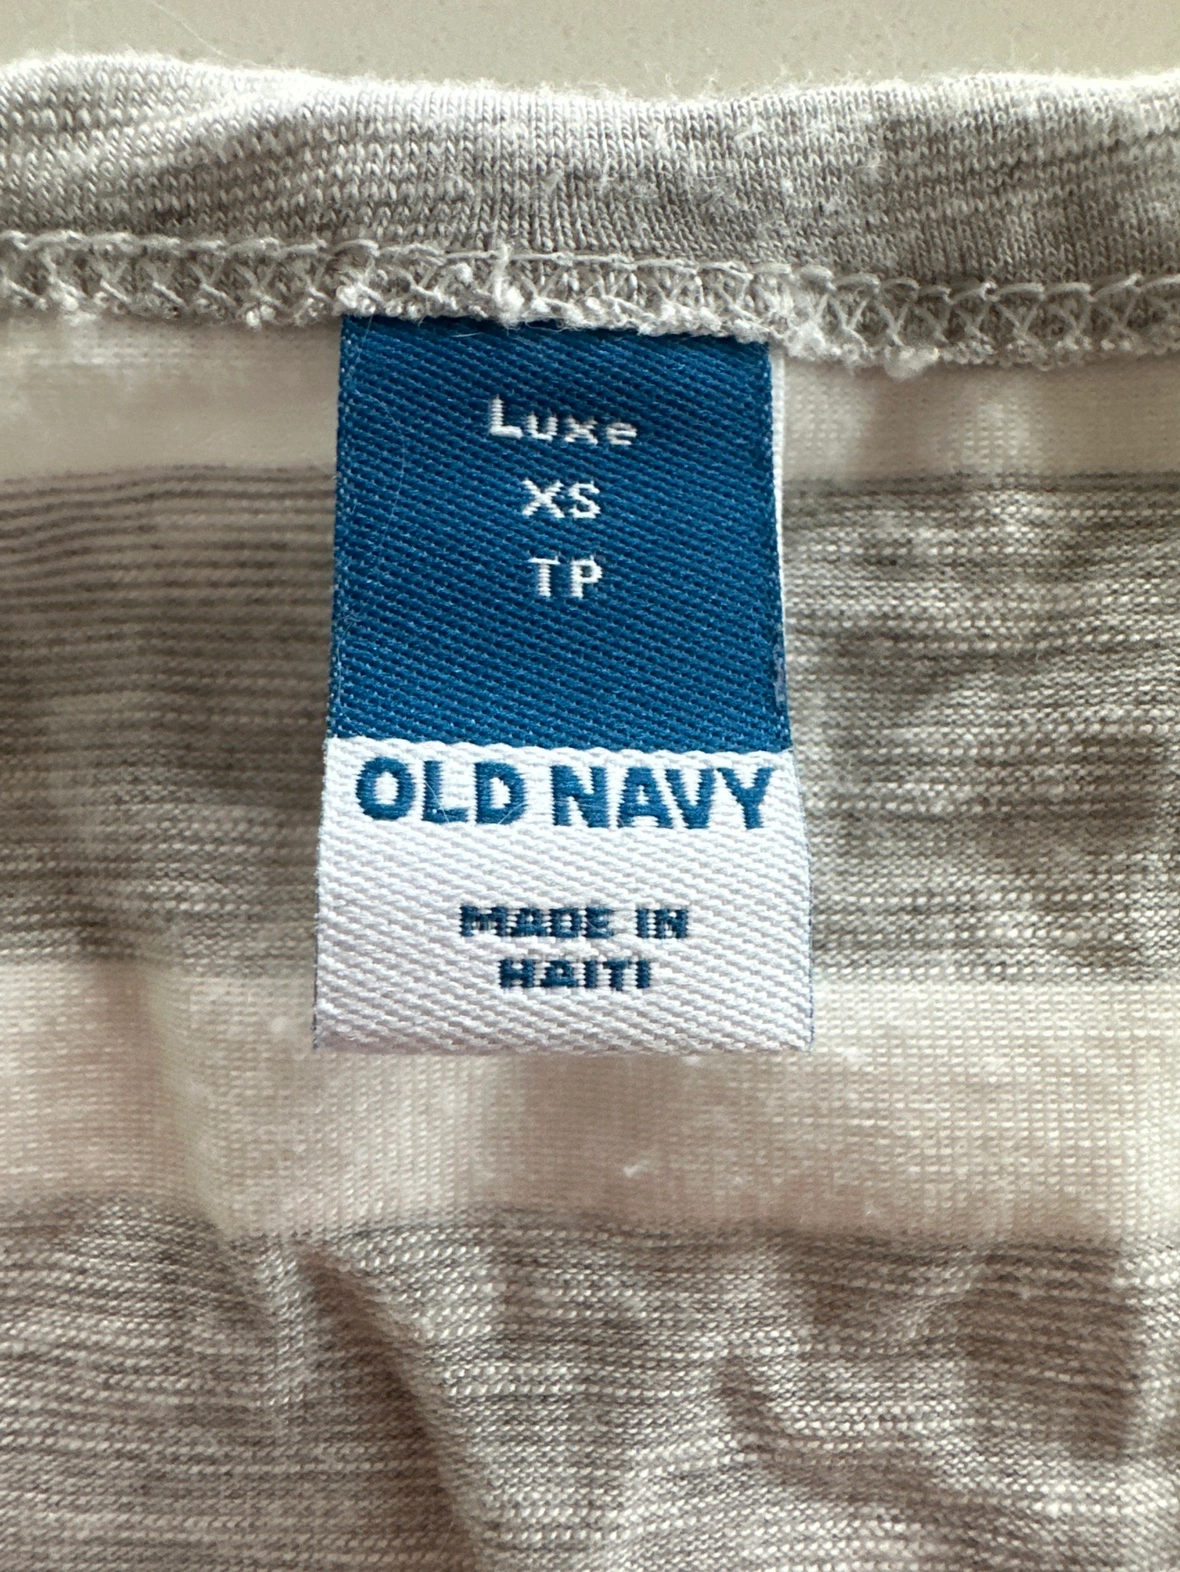 Luxe
XS
TP
OLD NAVY
MADE IN
HAITI